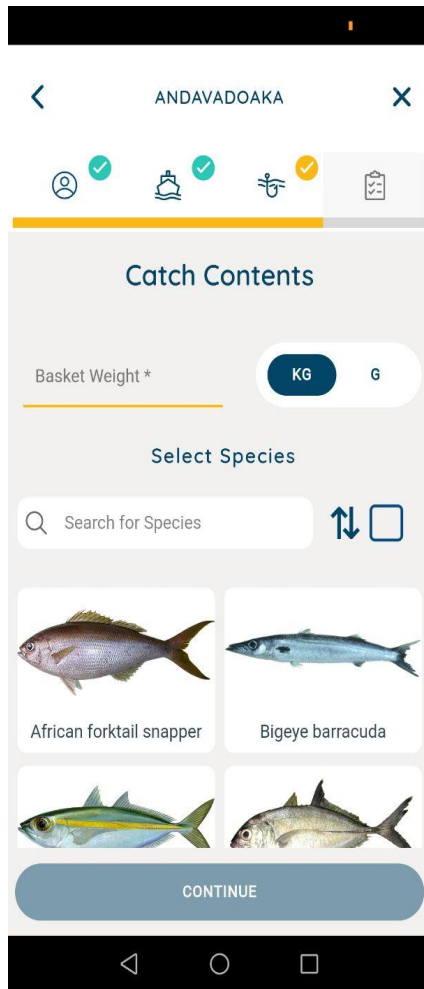 ANDAVADOAKA
Catch Contents
Basket Weight *
KG
G
Select Species
Search for Species
African forktail snapper
Bigeye barracuda
CONTINUE